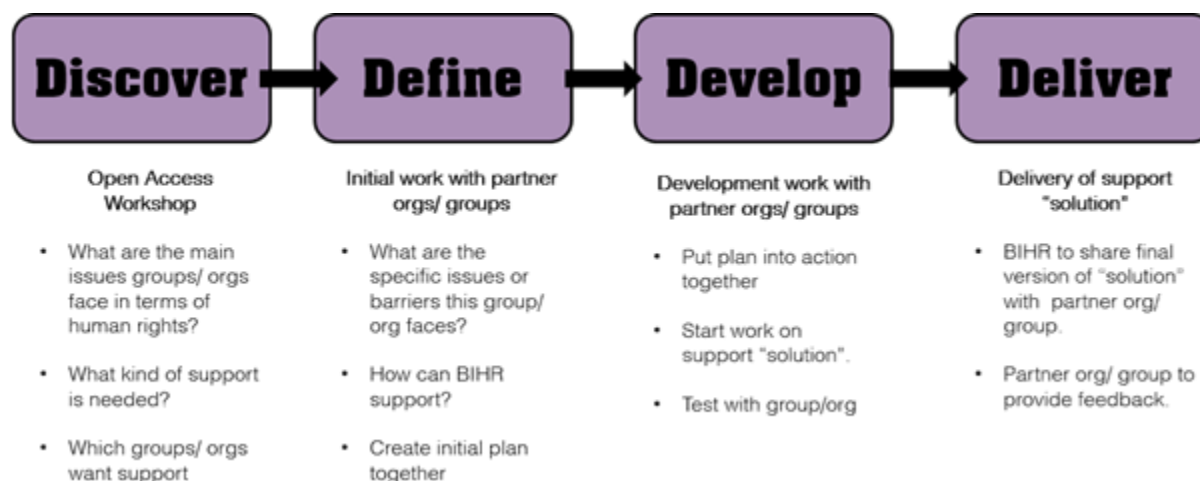 Discover
Define
Develop
Deliver
Open Access
Workshop
• What are the main
issues groups/ orgs
face in terms of
human rights?
• What kind of support
is needed?
• Which groups/ orgs
want support
Initial work with partner
orgs/ groups
• What are the
specific issues or
barriers this group/
org faces?
• How can BIHR
support?
• Create initial plan
together
Development work with
partner orgs/ groups
• Put plan into action
together
• Start work on
support "solution".
• Test with group/org
Delivery of support
"solution"
• BIHR to share final
version of "solution"
with partner org/
group.
• Partner org/ group to
provide feedback.